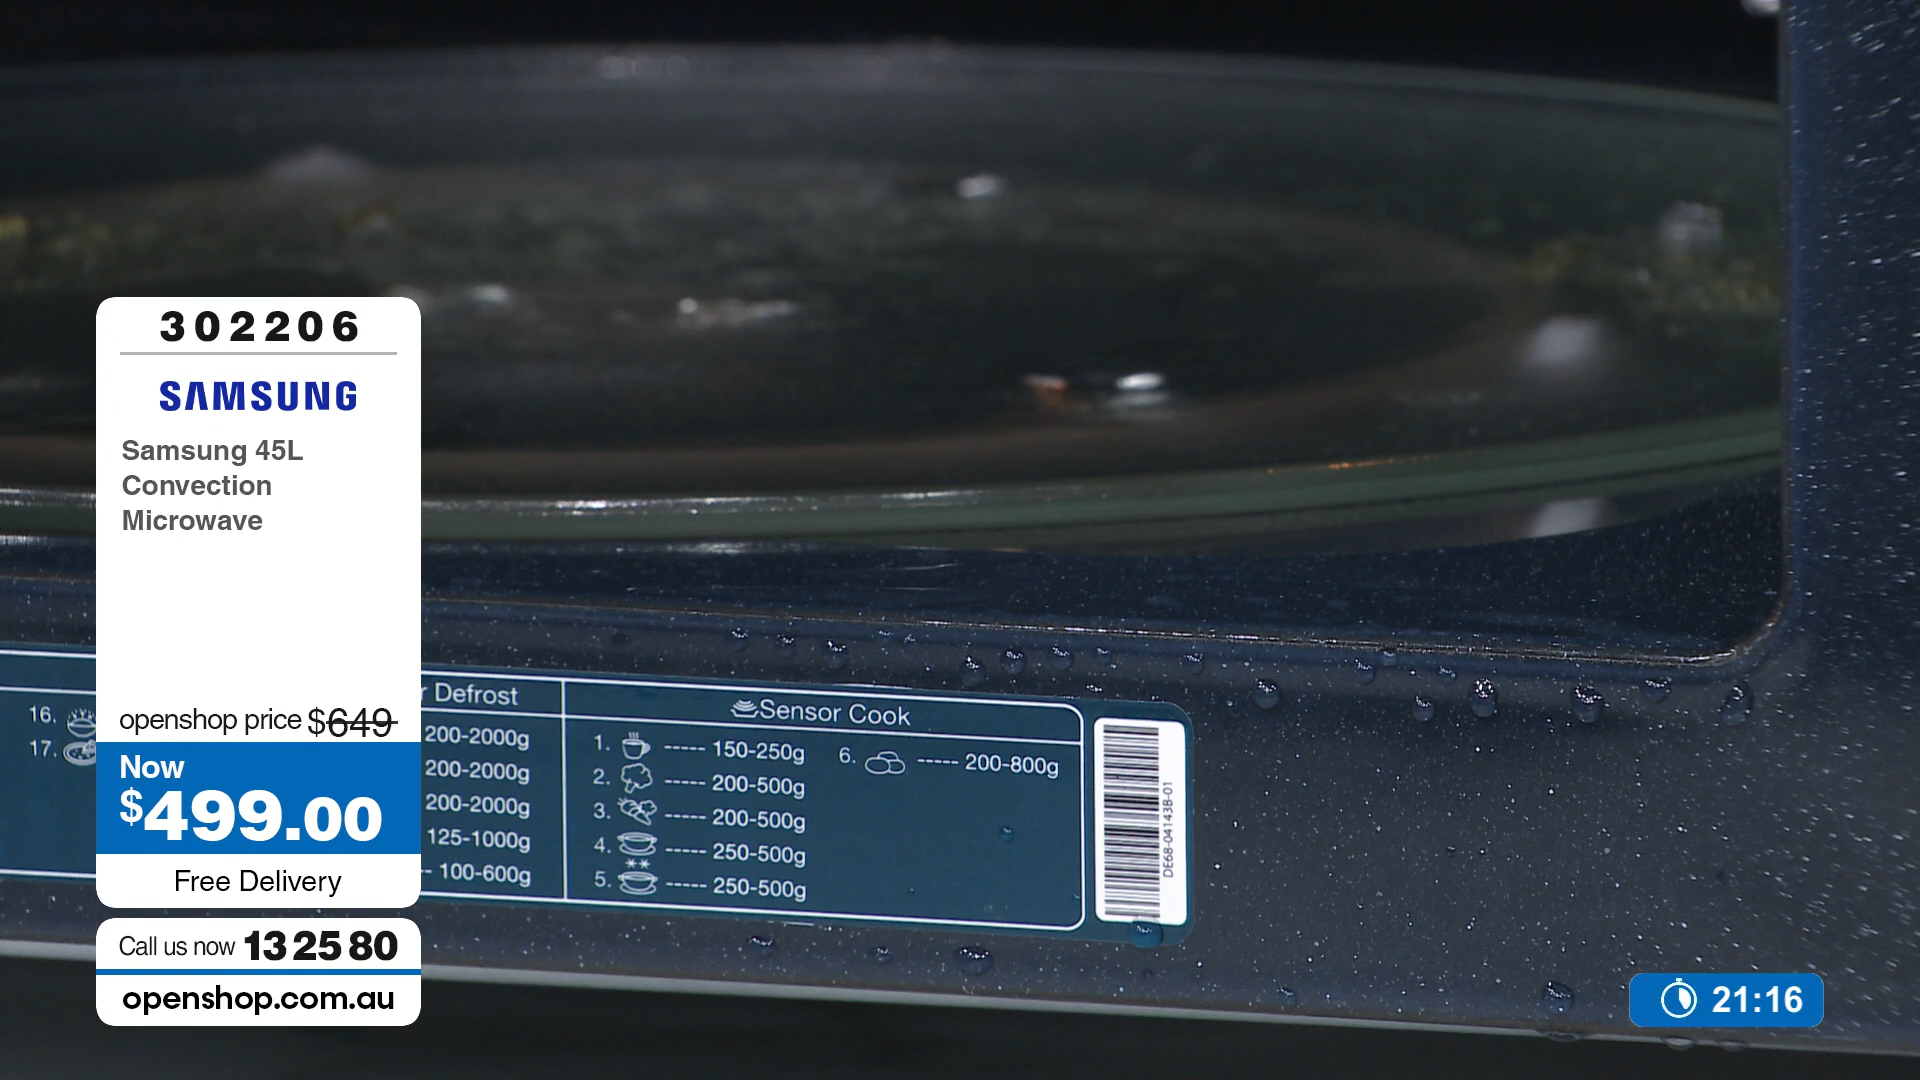 302206
SAMSUNG
Samsung 45L
Convection
Microwave
openshop price $649
Now
$499.00
Free Delivery
Call us now 13 25 80
openshop.com.au
16.
17.
r Defrost
200-2000g
200-2000g
200-2000g
125-1000g
-- 100-600g
Sensor Cook
1. ----- 150-250g
2. ----- 200-500g
3. ----- 200-500g
4. ----- 250-500g
5. ----- 250-500g
6. ----- 200-800g
DE68-04143B-01
21:16